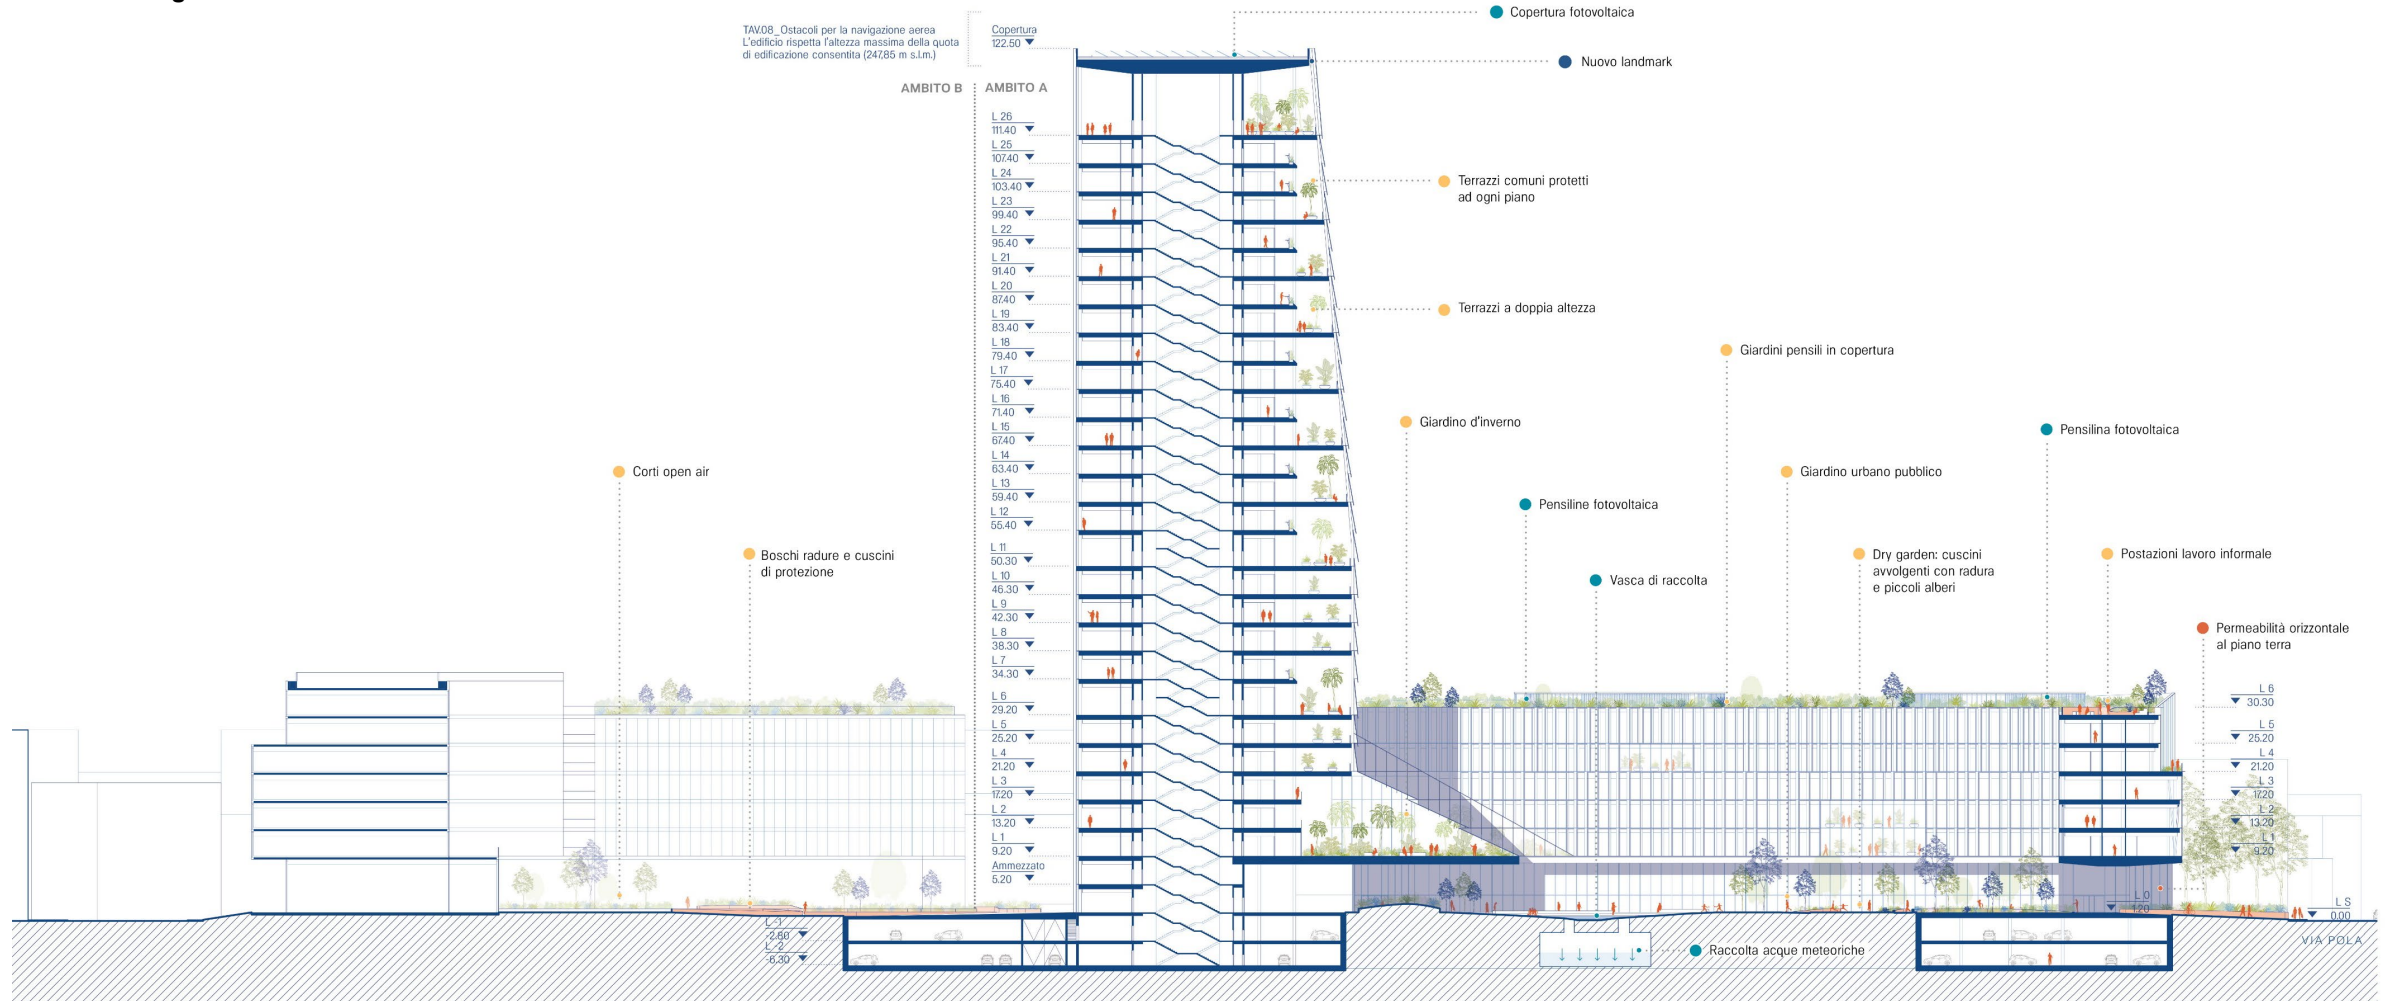 TAV.08_Ostacoli per la navigazione aerea
L'edificio rispetta l'altezza massima della quota
di edificazione consentita (247,85 m s.l.m.)
Copertura
122.50
Copertura fotovoltaica
Nuovo landmark
AMBITO B
AMBITO A
L 26
111.40
L 25
107.40
L 24
103.40
L 23
99.40
L 22
95.40
L 21
91.40
L 20
87.40
L 19
83.40
L 18
79.40
L 17
75.40
L 16
71.40
L 15
67.40
L 14
63.40
L 13
59.40
L 12
55.40
L 11
50.30
L 10
46.30
L 9
42.30
L 8
38.30
L 7
34.30
L 6
29.20
L 5
25.20
L 4
21.20
L 3
17.20
L 2
13.20
L 1
9.20
Ammezzato
5.20
L -1
-2.80
L -2
-6.30
Terrazzi comuni protetti
ad ogni piano
Terrazzi a doppia altezza
Giardini pensili in copertura
Giardino d'inverno
Pensilina fotovoltaica
Corti open air
Giardino urbano pubblico
Pensiline fotovoltaica
Boschi radure e cuscini
di protezione
Dry garden: cuscini
avvolgenti con radura
e piccoli alberi
Postazioni lavoro informale
Vasca di raccolta
Permeabilità orizzontale
al piano terra
L 6
30.30
L 5
25.20
L 4
21.20
L 3
17.20
L 2
13.20
L 1
9.20
L 0
1.20
L S
0.00
VIA POLA
Raccolta acque meteoriche